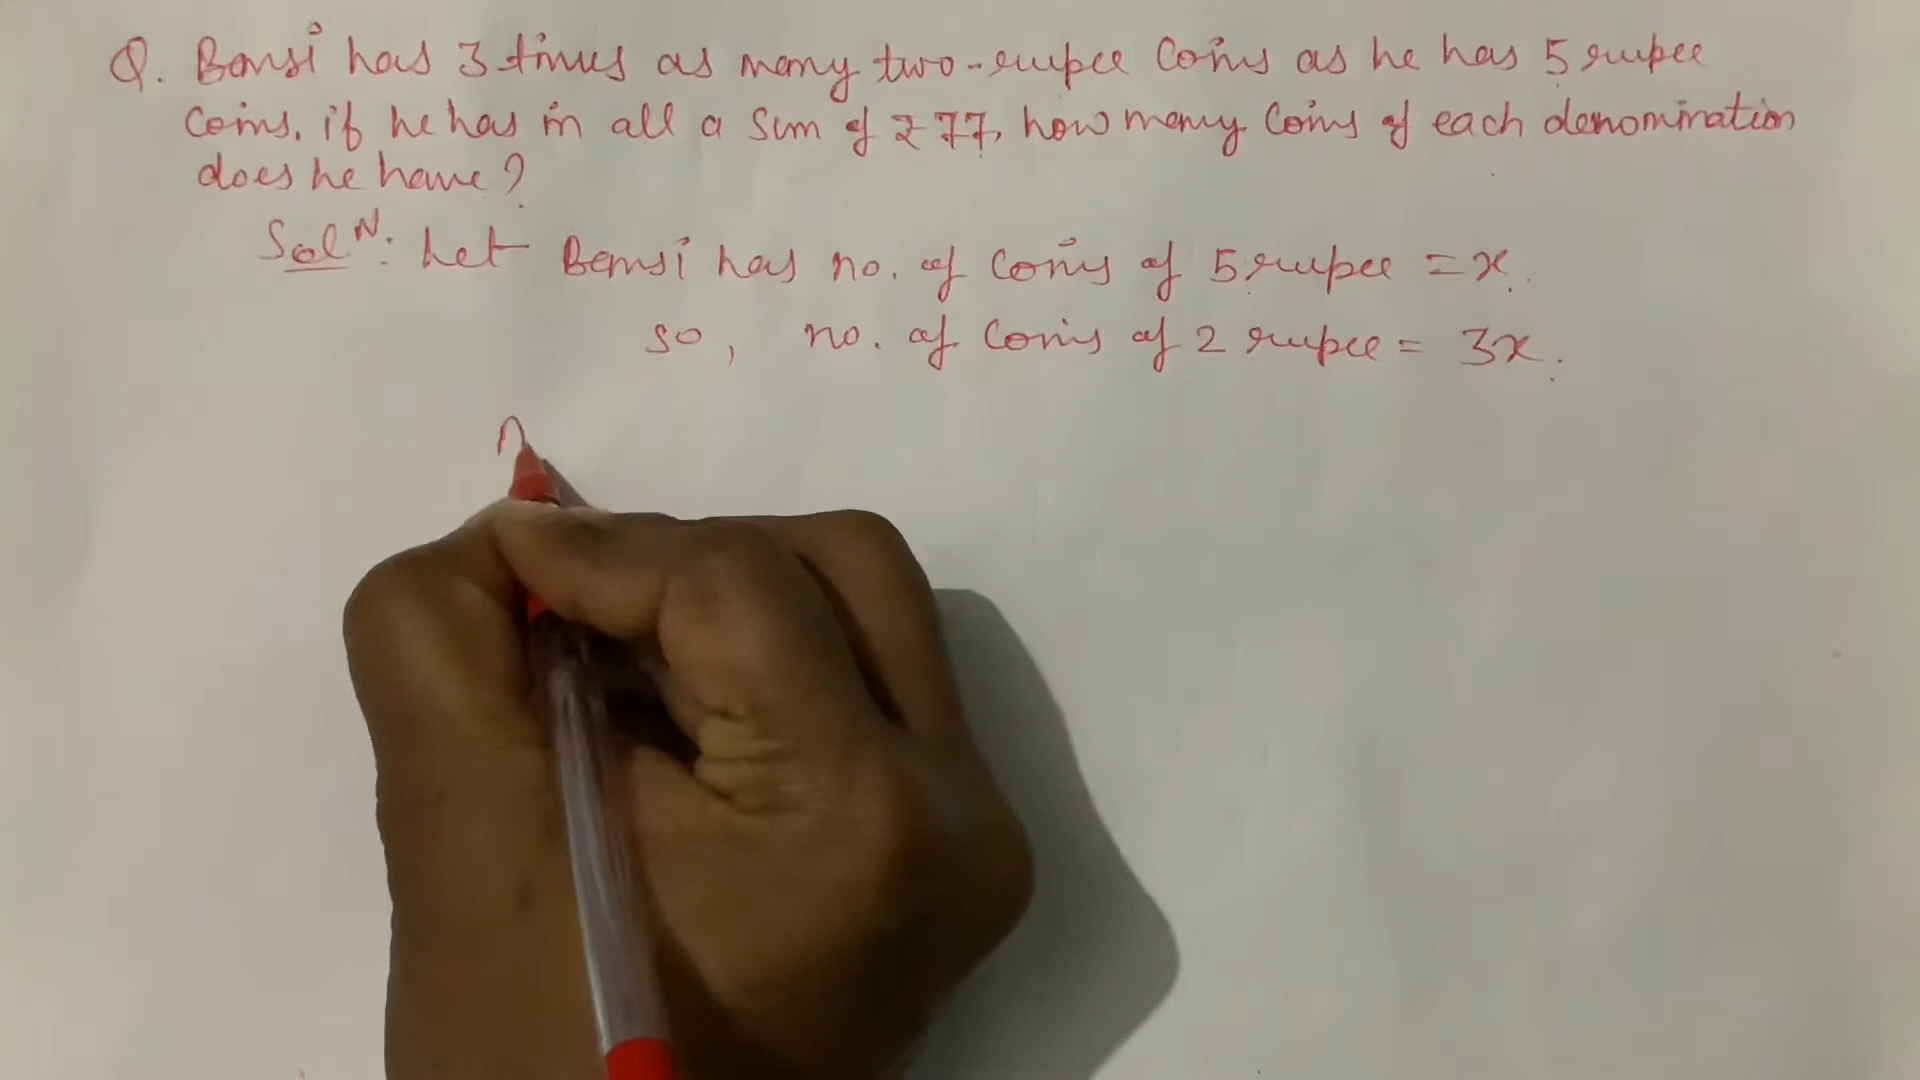 Q. Bansi has 3 times as many two-rupee coins as he has 5 rupee
coins. if he has in all a sum of ₹77, how many coins of each denomination
does he have?
Solᴺ: Let Bansi has no. of coins of 5 rupee = x.
so, no. of coins of 2 rupee = 3x.